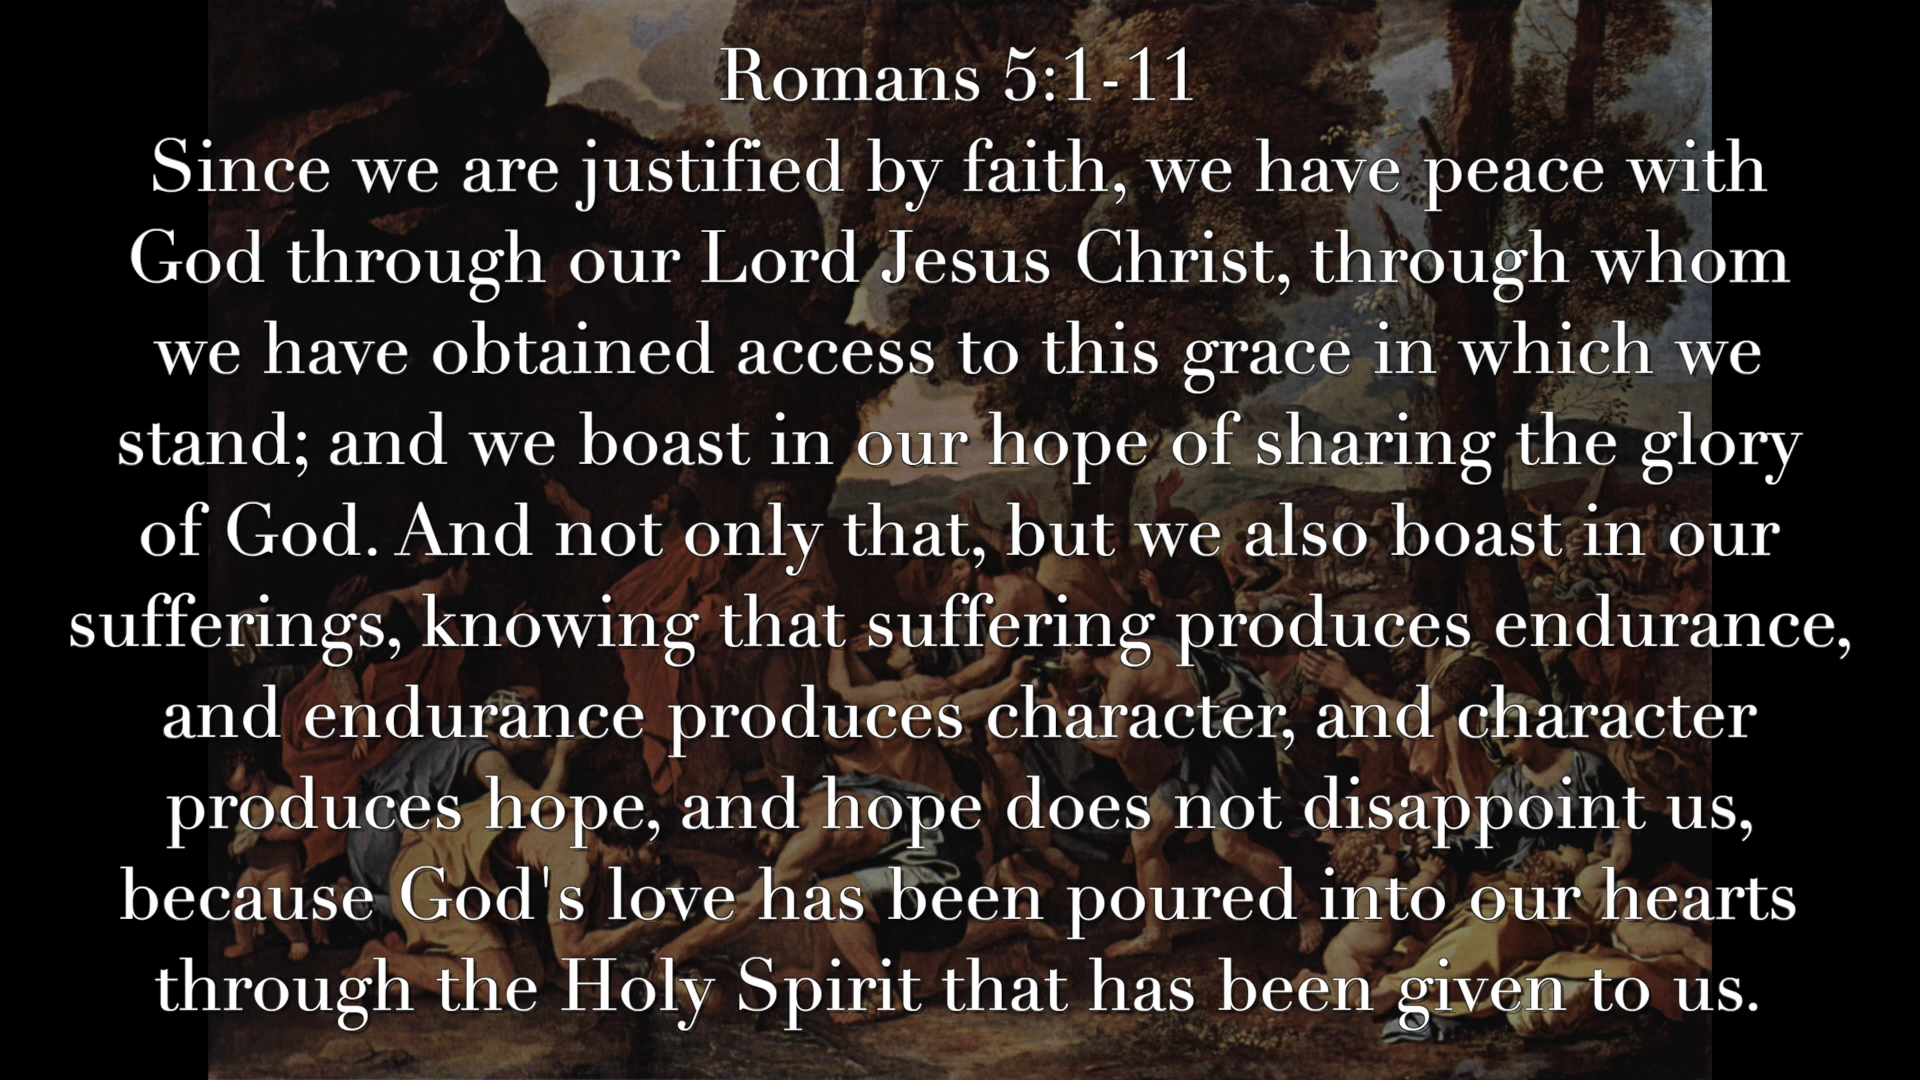 Romans 5:1-11
Since we are justified by faith, we have peace with
God through our Lord Jesus Christ, through whom
we have obtained access to this grace in which we
stand; and we boast in our hope of sharing the glory
of God. And not only that, but we also boast in our
sufferings, knowing that suffering produces endurance,
and endurance produces character, and character
produces hope, and hope does not disappoint us,
because God's love has been poured into our hearts
through the Holy Spirit that has been given to us.